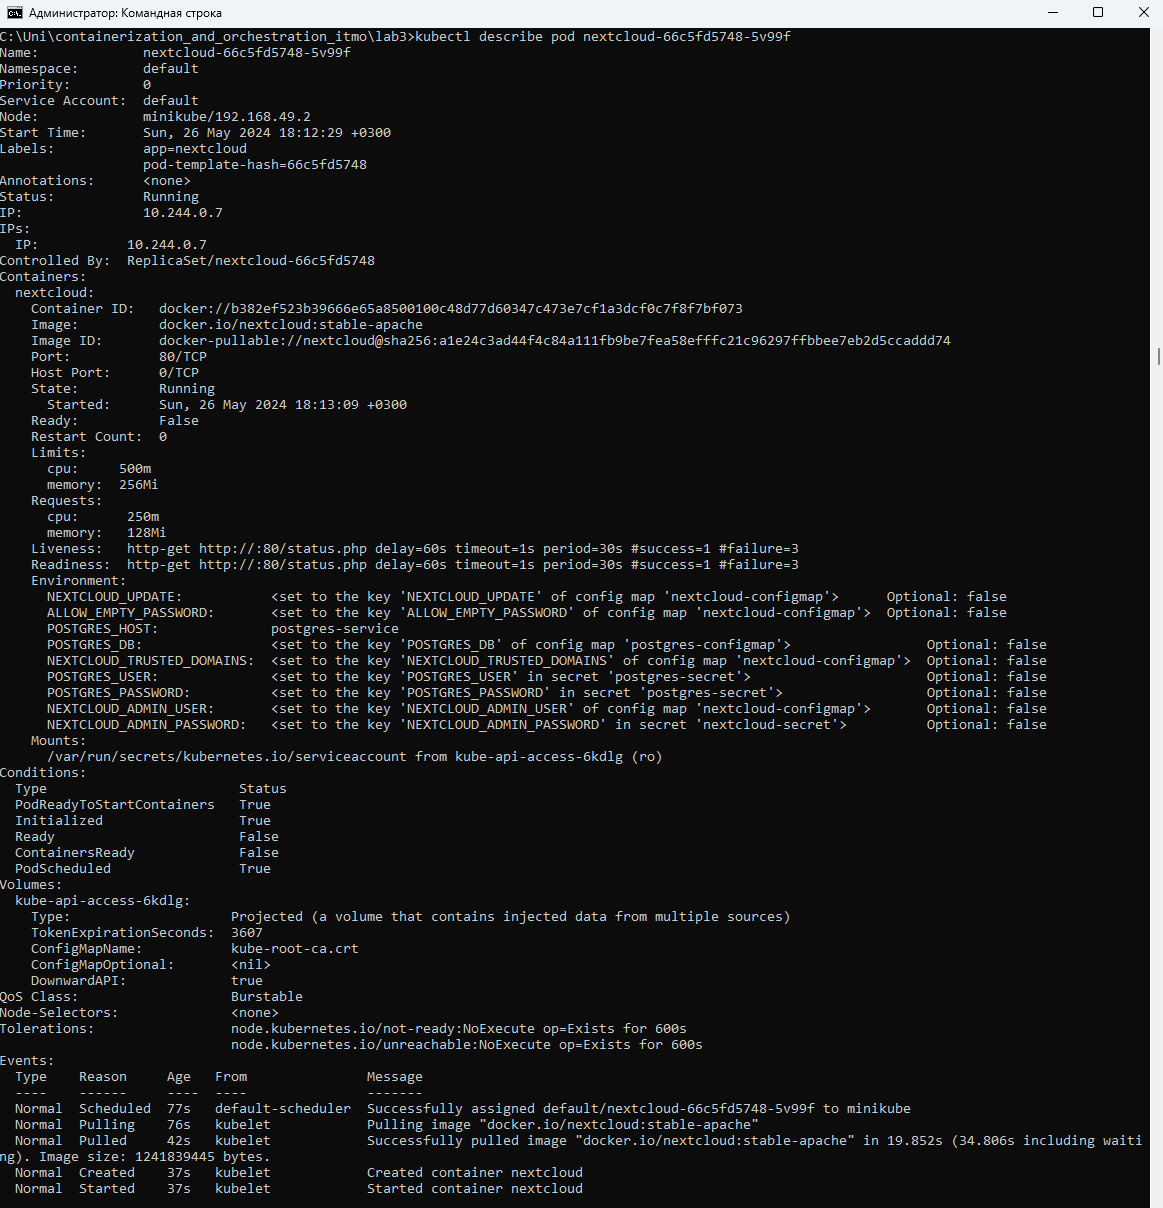 Администратор: Командная строка
C:\Uni\containerization_and_orchestration_itmo\lab3>kubectl describe pod nextcloud-66c5fd5748-5v99f
Name:             nextcloud-66c5fd5748-5v99f
Namespace:        default
Priority:         0
Service Account:  default
Node:             minikube/192.168.49.2
Start Time:       Sun, 26 May 2024 18:12:29 +0300
Labels:           app=nextcloud
                  pod-template-hash=66c5fd5748
Annotations:      <none>
Status:           Running
IP:               10.244.0.7
IPs:
  IP:           10.244.0.7
Controlled By:  ReplicaSet/nextcloud-66c5fd5748
Containers:
  nextcloud:
    Container ID:   docker://b382ef523b39666e65a8500100c48d77d60347c473e7cf1a3dcf0c7f8f7bf073
    Image:          docker.io/nextcloud:stable-apache
    Image ID:       docker-pullable://nextcloud@sha256:a1e24c3ad44f4c84a111fb9be7fea58efffc21c96297ffbbee7eb2d5ccaddd74
    Port:           80/TCP
    Host Port:      0/TCP
    State:          Running
      Started:      Sun, 26 May 2024 18:13:09 +0300
    Ready:          False
    Restart Count:  0
    Limits:
      cpu:     500m
      memory:  256Mi
    Requests:
      cpu:      250m
      memory:   128Mi
    Liveness:   http-get http://:80/status.php delay=60s timeout=1s period=30s #success=1 #failure=3
    Readiness:  http-get http://:80/status.php delay=60s timeout=1s period=30s #success=1 #failure=3
    Environment:
      NEXTCLOUD_UPDATE:           <set to the key 'NEXTCLOUD_UPDATE' of config map 'nextcloud-configmap'>      Optional: false
      ALLOW_EMPTY_PASSWORD:       <set to the key 'ALLOW_EMPTY_PASSWORD' of config map 'nextcloud-configmap'>  Optional: false
      POSTGRES_HOST:              postgres-service
      POSTGRES_DB:                <set to the key 'POSTGRES_DB' of config map 'postgres-configmap'>                 Optional: false
      NEXTCLOUD_TRUSTED_DOMAINS:  <set to the key 'NEXTCLOUD_TRUSTED_DOMAINS' of config map 'nextcloud-configmap'>  Optional: false
      POSTGRES_USER:              <set to the key 'POSTGRES_USER' in secret 'postgres-secret'>                      Optional: false
      POSTGRES_PASSWORD:          <set to the key 'POSTGRES_PASSWORD' in secret 'postgres-secret'>                  Optional: false
      NEXTCLOUD_ADMIN_USER:       <set to the key 'NEXTCLOUD_ADMIN_USER' of config map 'nextcloud-configmap'>       Optional: false
      NEXTCLOUD_ADMIN_PASSWORD:   <set to the key 'NEXTCLOUD_ADMIN_PASSWORD' in secret 'nextcloud-secret'>          Optional: false
    Mounts:
      /var/run/secrets/kubernetes.io/serviceaccount from kube-api-access-6kdlg (ro)
Conditions:
  Type                        Status
  PodReadyToStartContainers   True
  Initialized                 True
  Ready                       False
  ContainersReady             False
  PodScheduled                True
Volumes:
  kube-api-access-6kdlg:
    Type:                    Projected (a volume that contains injected data from multiple sources)
    TokenExpirationSeconds:  3607
    ConfigMapName:           kube-root-ca.crt
    ConfigMapOptional:       <nil>
    DownwardAPI:             true
QoS Class:                   Burstable
Node-Selectors:              <none>
Tolerations:                 node.kubernetes.io/not-ready:NoExecute op=Exists for 600s
                             node.kubernetes.io/unreachable:NoExecute op=Exists for 600s
Events:
  Type    Reason     Age   From               Message
  ----    ------     ----  ----               -------
  Normal  Scheduled  77s   default-scheduler  Successfully assigned default/nextcloud-66c5fd5748-5v99f to minikube
  Normal  Pulling    76s   kubelet            Pulling image "docker.io/nextcloud:stable-apache"
  Normal  Pulled     42s   kubelet            Successfully pulled image "docker.io/nextcloud:stable-apache" in 19.852s (34.806s including waiti
ng). Image size: 1241839445 bytes.
  Normal  Created    37s   kubelet            Created container nextcloud
  Normal  Started    37s   kubelet            Started container nextcloud